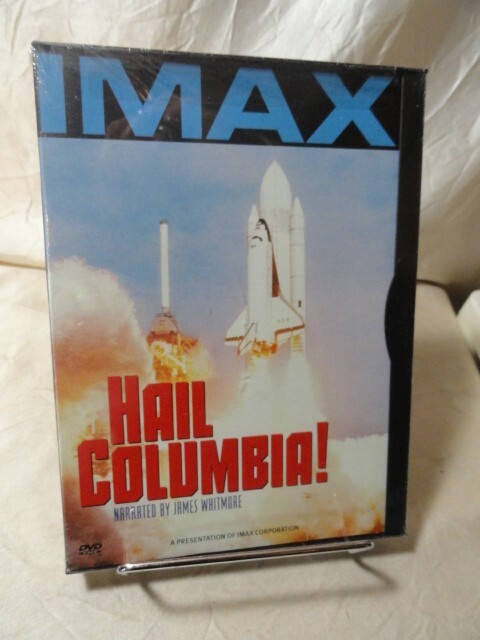 IMAX
HAIL
COLUMBIA!
NARRATED BY JAMES WHITMORE
A PRESENTATION OF IMAX CORPORATION
DVD